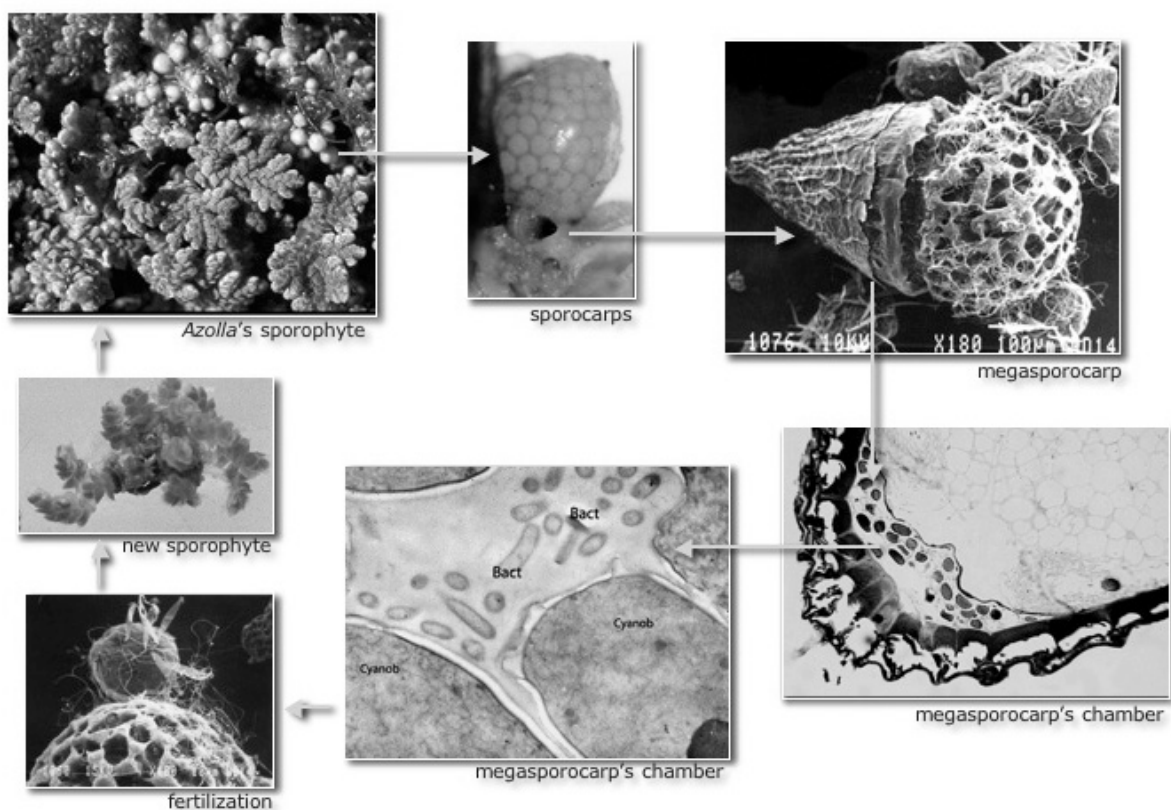 Azolla's sporophyte
sporocarps
1076 10KV X180 100µm D14
megasporocarp
new sporophyte
Bact
Bact
Cyanob
Cyanob
megasporocarp's chamber
megasporocarp's chamber
fertilization